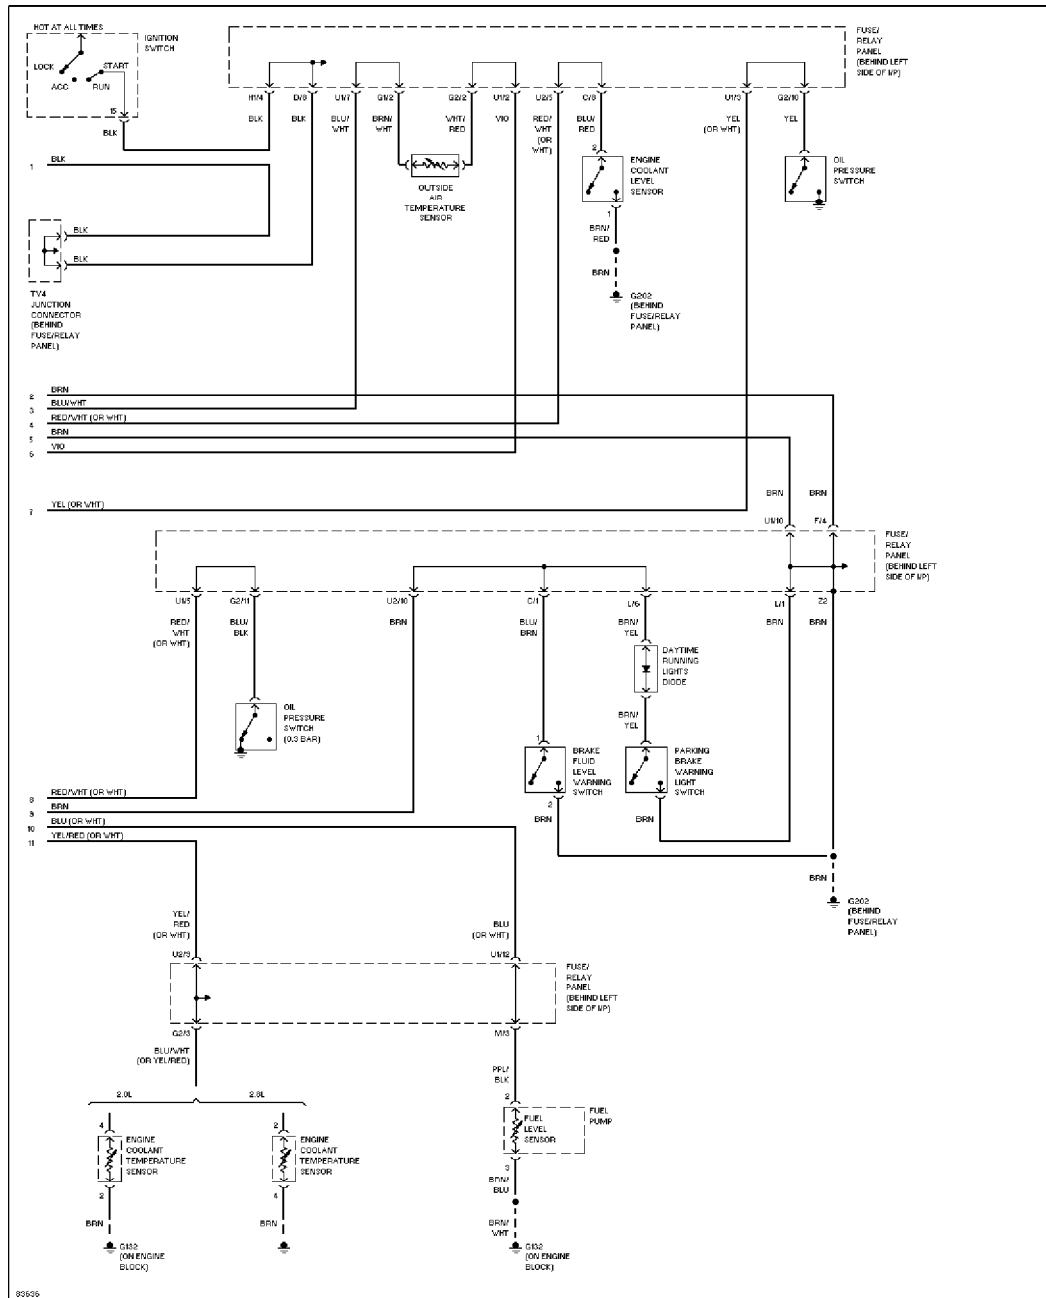 HOT AT ALL TIMES
IGNITION
SWITCH
LOCK
START
ACC
RUN
15
BLK
FUSE/
RELAY
PANEL
(BEHIND LEFT
SIDE OF I/P)
H1/4
D/8
U1/7
G1/2
G2/2
U1/2
U2/5
C/8
U1/3
G2/10
BLK
BLK
BLU/
WHT
BRN/
WHT
WHT/
RED
VIO
RED/
WHT
(OR
WHT)
BLU/
RED
YEL
(OR WHT)
YEL
1
BLK
OUTSIDE
AIR
TEMPERATURE
SENSOR
2
ENGINE
COOLANT
LEVEL
SENSOR
1
BRN/
RED
BRN
G202
(BEHIND
FUSE/RELAY
PANEL)
OIL
PRESSURE
SWITCH
BLK
BLK
TV4
JUNCTION
CONNECTOR
(BEHIND
FUSE/RELAY
PANEL)
2 BRN
3 BLU/WHT
4 RED/WHT (OR WHT)
5 BRN
6 VIO
7 YEL (OR WHT)
BRN
BRN
U1/10
F/4
FUSE/
RELAY
PANEL
(BEHIND LEFT
SIDE OF I/P)
U1/5
G2/11
U2/10
C/1
L/6
L/1
Z2
RED/
WHT
(OR WHT)
BLU/
BLK
BRN
BLU/
BRN
BRN/
YEL
BRN
BRN
DAYTIME
RUNNING
LIGHTS
DIODE
BRN/
YEL
OIL
PRESSURE
SWITCH
(0.3 BAR)
1
BRAKE
FLUID
LEVEL
WARNING
SWITCH
2
BRN
PARKING
BRAKE
WARNING
LIGHT
SWITCH
BRN
8 RED/WHT (OR WHT)
9 BRN
10 BLU (OR WHT)
11 YEL/RED (OR WHT)
BRN
G202
(BEHIND
FUSE/RELAY
PANEL)
YEL/
RED
(OR WHT)
BLU
(OR WHT)
U2/9
U1/12
FUSE/
RELAY
PANEL
(BEHIND LEFT
SIDE OF I/P)
G2/3
M/3
BLU/WHT
(OR YEL/RED)
PPL/
BLK
2.0L
2.8L
4
ENGINE
COOLANT
TEMPERATURE
SENSOR
2
BRN
G132
(ON ENGINE
BLOCK)
2
ENGINE
COOLANT
TEMPERATURE
SENSOR
4
BRN
2
FUEL
LEVEL
SENSOR
FUEL
PUMP
3
BRN/
BLU
BRN/
WHT
G132
(ON ENGINE
BLOCK)